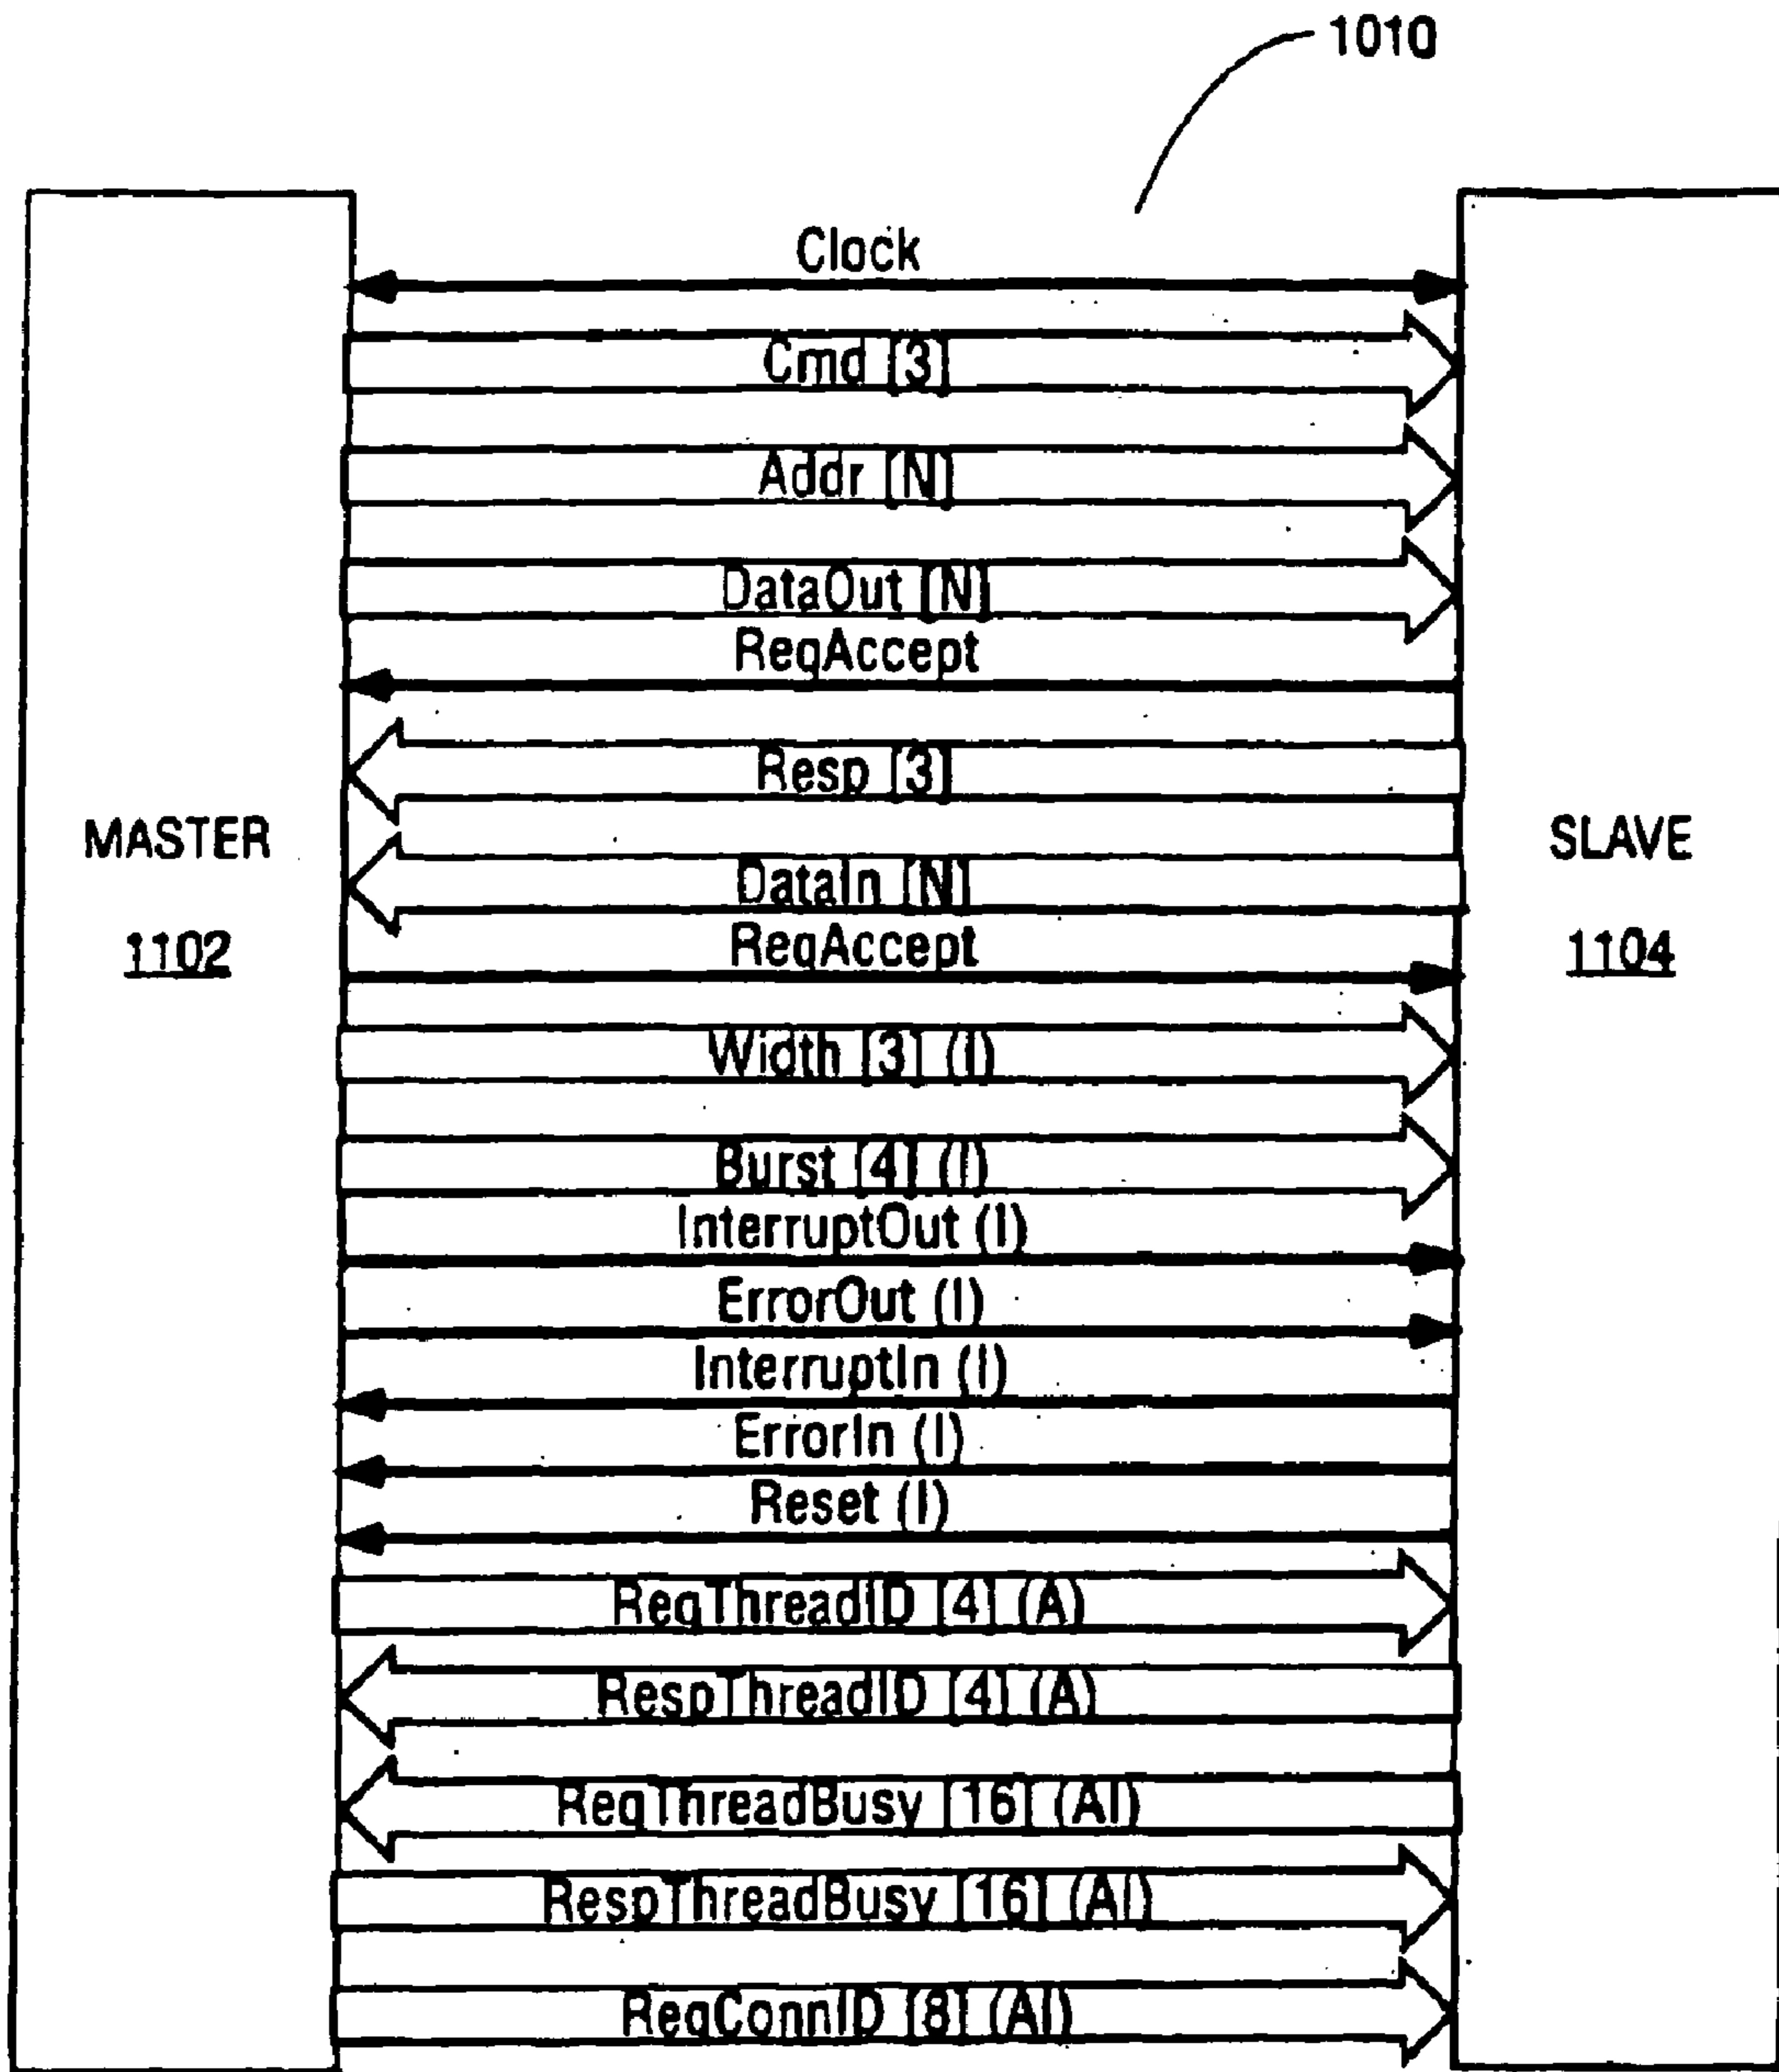 1010
Clock
Cmd [3]
Addr [N]
DataOut [N]
ReqAccept
Resp [3]
MASTER
SLAVE
DataIn [N]
ReqAccept
1102
1104
Width [3] (I)
Burst [4] (I)
InterruptOut (I)
ErrorOut (I)
InterruptIn (I)
ErrorIn (I)
Reset (I)
ReqThreadID [4] (A)
RespThreadID [4] (A)
ReqThreadBusy [16] (AI)
RespThreadBusy [16] (AI)
ReqConnID [8] (AI)